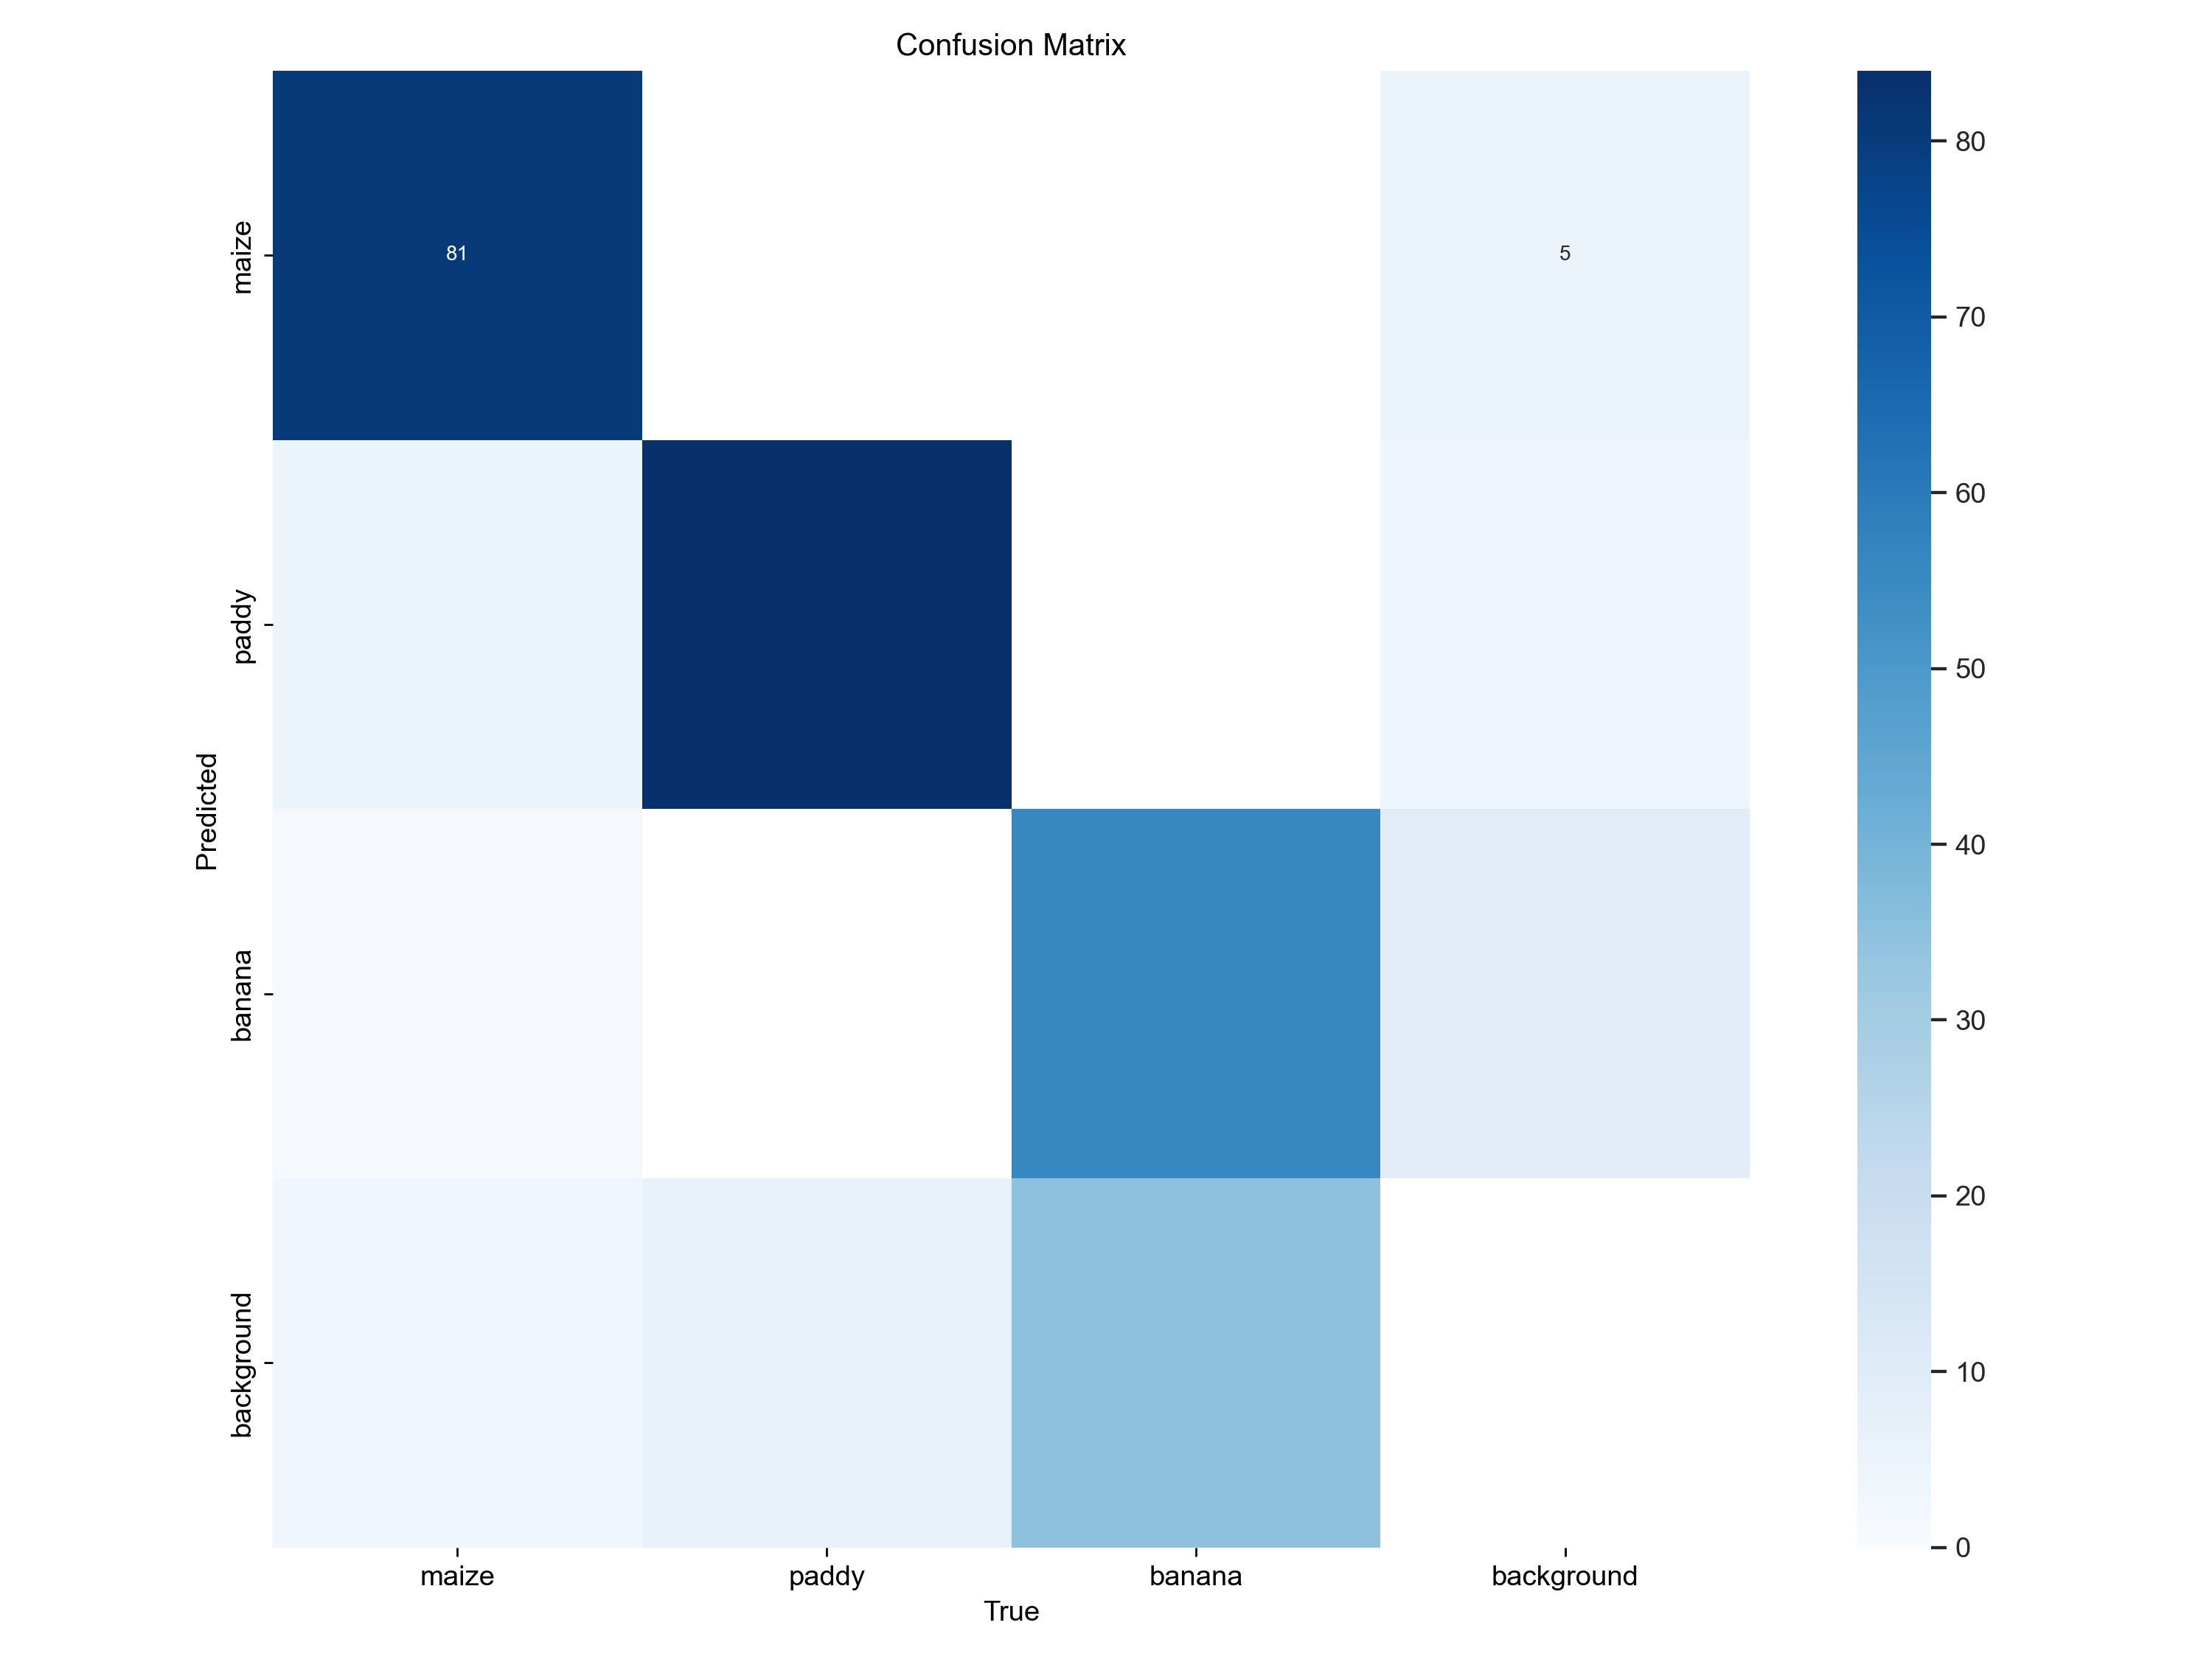 Confusion Matrix
maize
81
5
paddy
banana
background
Predicted
maize
paddy
banana
background
True
80
70
60
50
40
30
20
10
0